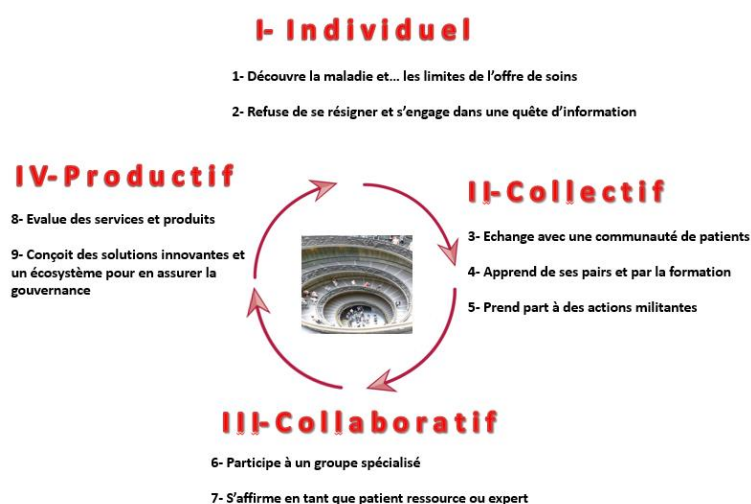 I- Individuel
1- Découvre la maladie et... les limites de l'offre de soins
2- Refuse de se résigner et s'engage dans une quête d'information
II-Collectif
3- Echange avec une communauté de patients
4- Apprend de ses pairs et par la formation
5- Prend part à des actions militantes
III-Collaboratif
6- Participe à un groupe spécialisé
7- S'affirme en tant que patient ressource ou expert
IV-Productif
8- Evalue des services et produits
9- Conçoit des solutions innovantes et
un écosystème pour en assurer la
gouvernance